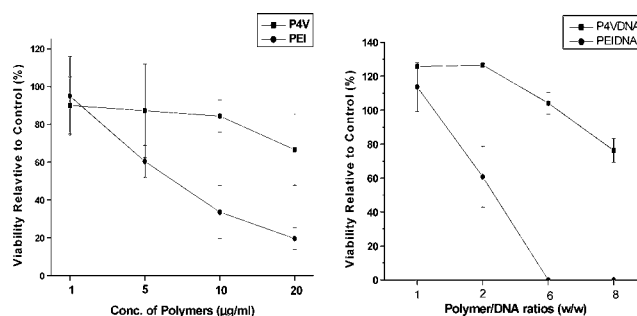 P4V
PEI
Viability Relavtive to Control (%)
120
100
80
60
40
20
0
1
5
10
20
Conc. of Polymers (µg/ml)
P4VDNA
PEIDNA
Viability Relative to Control (%)
140
120
100
80
60
40
20
0
1
2
6
8
Polymer/DNA ratios (w/w)